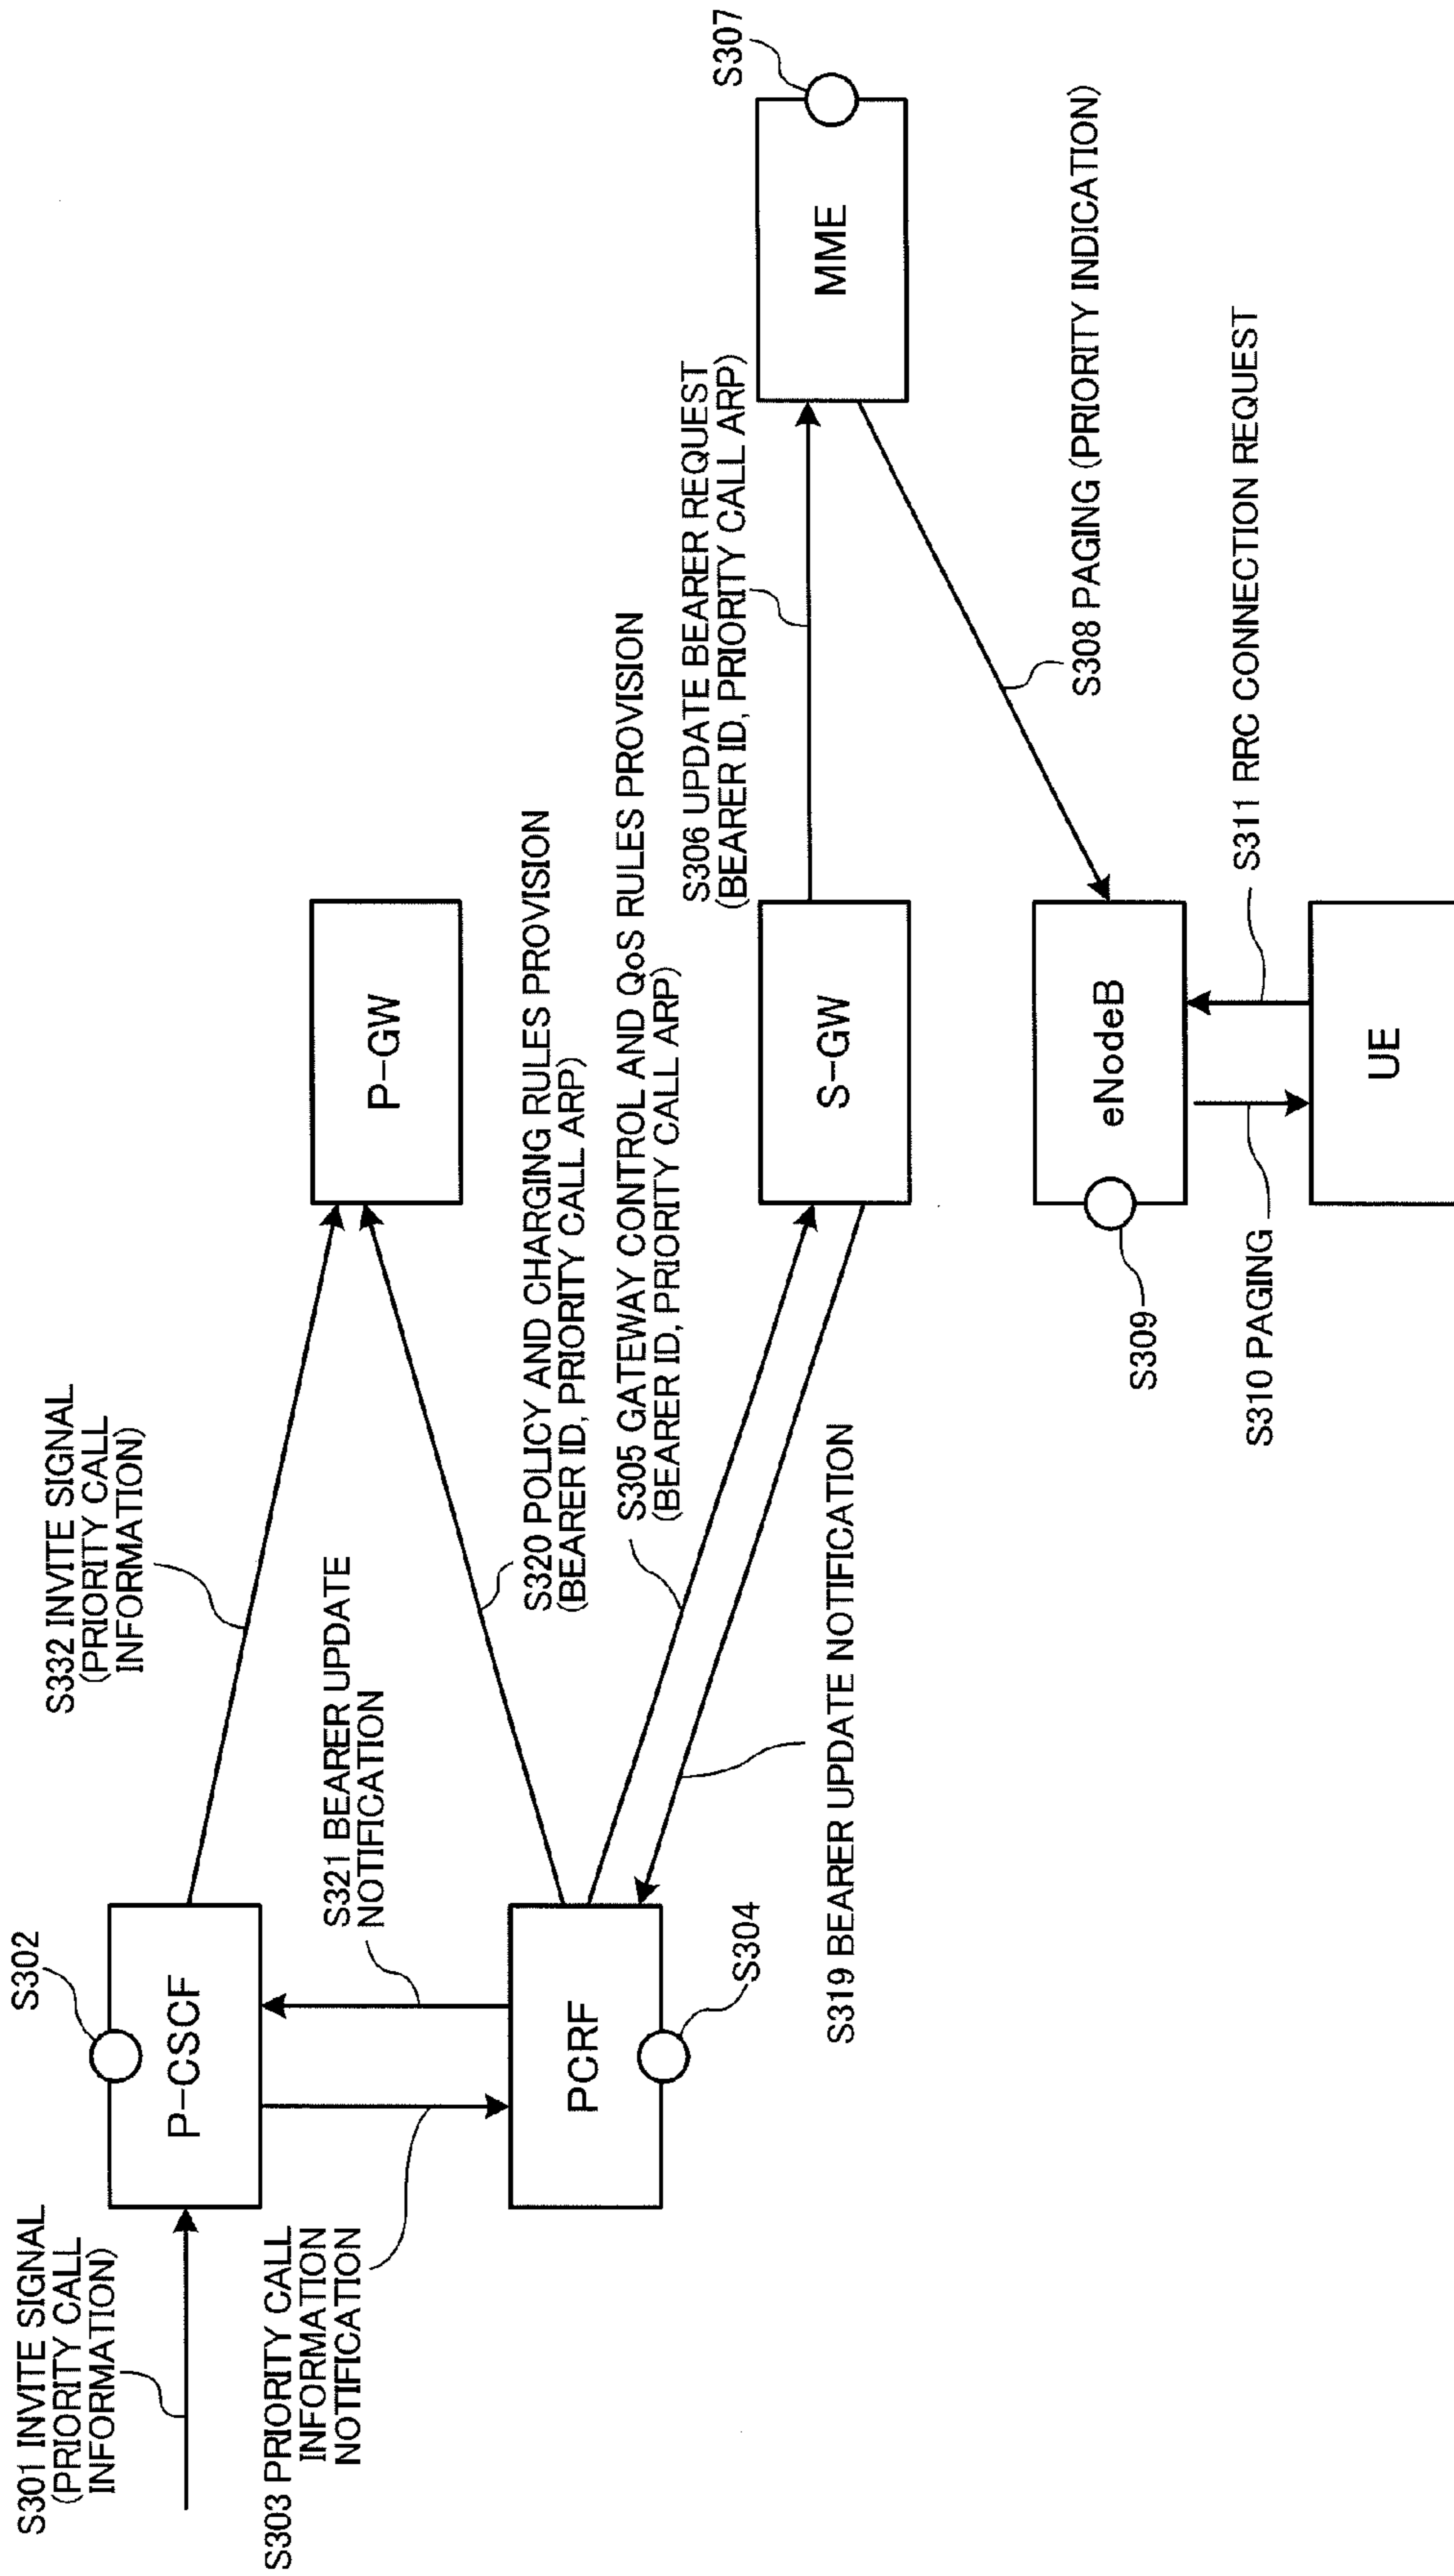 S301 INVITE SIGNAL
(PRIORITY CALL
INFORMATION)
S302
P-CSCF
S332 INVITE SIGNAL
(PRIORITY CALL
INFORMATION)
S303 PRIORITY CALL
INFORMATION
NOTIFICATION
S321 BEARER UPDATE
NOTIFICATION
P-GW
PCRF
S304
S320 POLICY AND CHARGING RULES PROVISION
(BEARER ID, PRIORITY CALL ARP)
S305 GATEWAY CONTROL AND QoS RULES PROVISION
(BEARER ID, PRIORITY CALL ARP)
S306 UPDATE BEARER REQUEST
(BEARER ID, PRIORITY CALL ARP)
S307
MME
S-GW
S319 BEARER UPDATE NOTIFICATION
S308 PAGING (PRIORITY INDICATION)
eNodeB
S309
S310 PAGING
S311 RRC CONNECTION REQUEST
UE